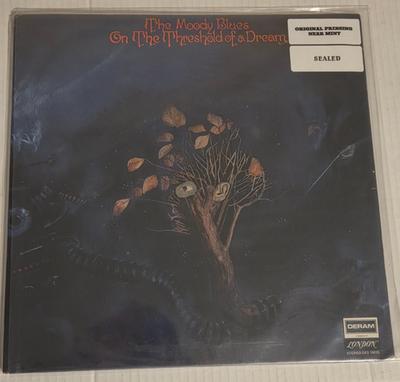 The Moody Blues
On The Threshold of a Dream
ORIGINAL PRESSING
NEAR MINT
SEALED
DERAM
LONDON